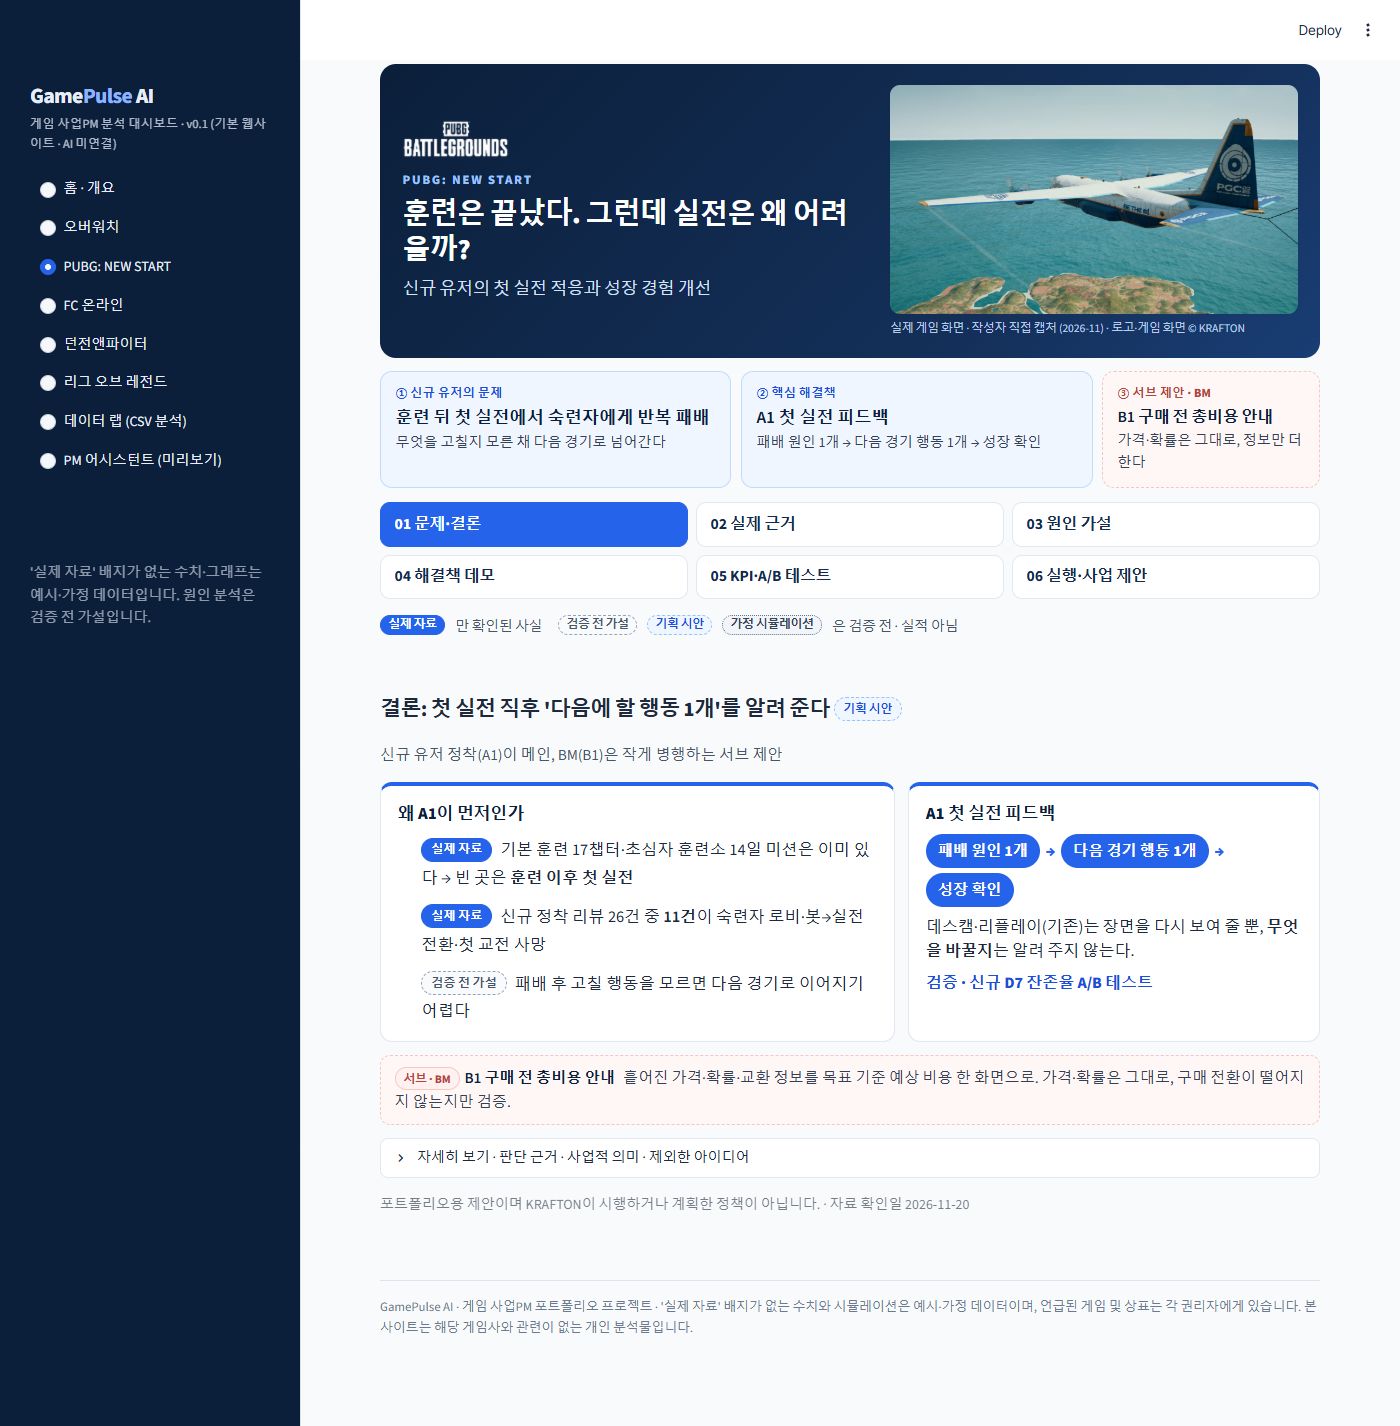 Deploy
GamePulse AI
게임 사업PM 분석 대시보드 · v0.1 (기본 웹사
이트 · AI 미연결)
홈 · 개요
오버워치
PUBG: NEW START
FC 온라인
던전앤파이터
리그 오브 레전드
데이터 랩 (CSV 분석)
PM 어시스턴트 (미리보기)
'실제 자료' 배지가 없는 수치·그래프는
예시·가정 데이터입니다. 원인 분석은
검증 전 가설입니다.
PUBG
BATTLEGROUNDS
PUBG: NEW START
훈련은 끝났다. 그런데 실전은 왜 어려
울까?
신규 유저의 첫 실전 적응과 성장 경험 개선
PGC
실제 게임 화면 · 작성자 직접 캡처 (2026-11) · 로고·게임 화면 © KRAFTON
① 신규 유저의 문제
훈련 뒤 첫 실전에서 숙련자에게 반복 패배
무엇을 고칠지 모른 채 다음 경기로 넘어간다
② 핵심 해결책
A1 첫 실전 피드백
패배 원인 1개 → 다음 경기 행동 1개 → 성장 확인
③ 서브 제안 · BM
B1 구매 전 총비용 안내
가격·확률은 그대로, 정보만 더
한다
01 문제·결론
02 실제 근거
03 원인 가설
04 해결책 데모
05 KPI·A/B 테스트
06 실행·사업 제안
실제 자료 만 확인된 사실 검증 전 가설 기획 시안 가정 시뮬레이션 은 검증 전 · 실적 아님
결론: 첫 실전 직후 '다음에 할 행동 1개'를 알려 준다 기획 시안
신규 유저 정착(A1)이 메인, BM(B1)은 작게 병행하는 서브 제안
왜 A1이 먼저인가
실제 자료 기본 훈련 17챕터·초심자 훈련소 14일 미션은 이미 있
다 → 빈 곳은 훈련 이후 첫 실전
실제 자료 신규 정착 리뷰 26건 중 11건이 숙련자 로비·봇→실전
전환·첫 교전 사망
검증 전 가설 패배 후 고칠 행동을 모르면 다음 경기로 이어지기
어렵다
A1 첫 실전 피드백
패배 원인 1개 → 다음 경기 행동 1개 →
성장 확인
데스캠·리플레이(기존)는 장면을 다시 보여 줄 뿐, 무엇
을 바꿀지는 알려 주지 않는다.
검증 · 신규 D7 잔존율 A/B 테스트
서브 · BM B1 구매 전 총비용 안내 흩어진 가격·확률·교환 정보를 목표 기준 예상 비용 한 화면으로. 가격·확률은 그대로, 구매 전환이 떨어지
지 않는지만 검증.
자세히 보기 · 판단 근거 · 사업적 의미 · 제외한 아이디어
포트폴리오용 제안이며 KRAFTON이 시행하거나 계획한 정책이 아닙니다. · 자료 확인일 2026-11-20
GamePulse AI · 게임 사업PM 포트폴리오 프로젝트 · '실제 자료' 배지가 없는 수치와 시뮬레이션은 예시·가정 데이터이며, 언급된 게임 및 상표는 각 권리자에게 있습니다. 본
사이트는 해당 게임사와 관련이 없는 개인 분석물입니다.